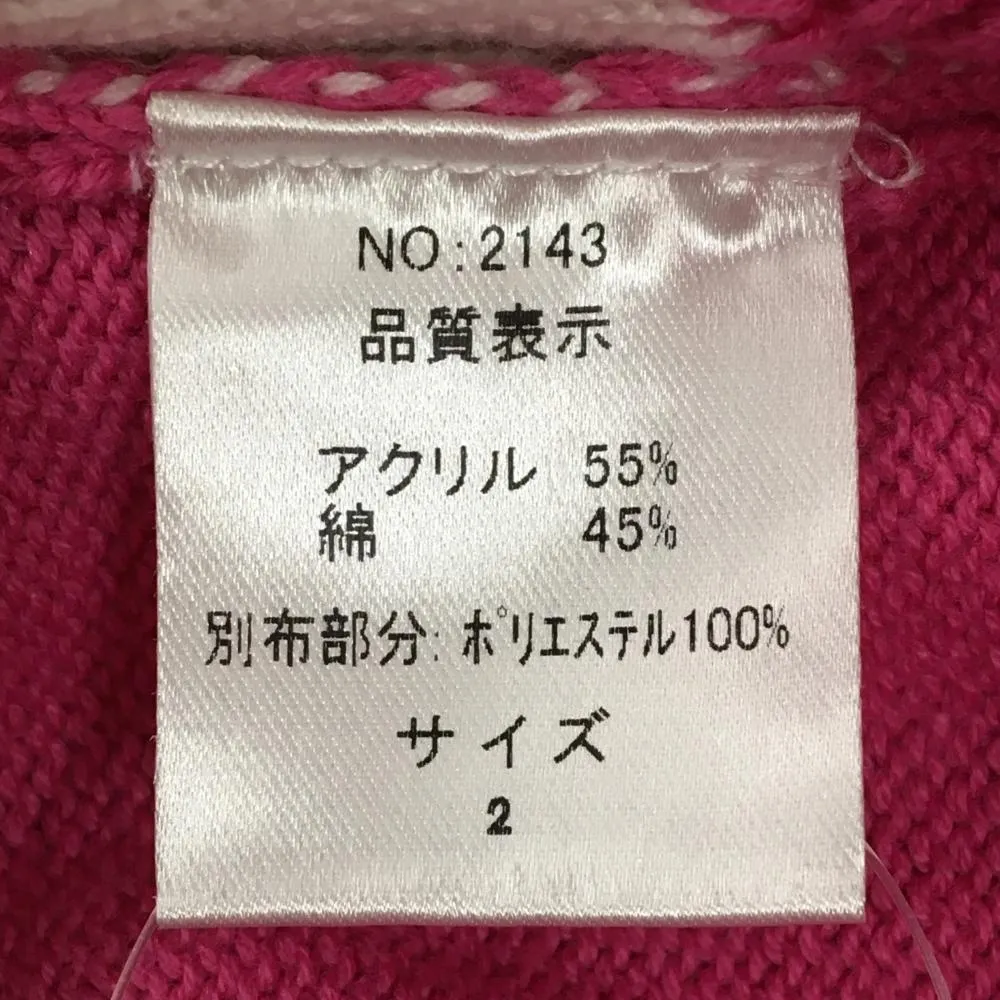 NO:2143
品質表示
アクリル 55%
綿 45%
別布部分:ポリエステル100%
サイズ
2